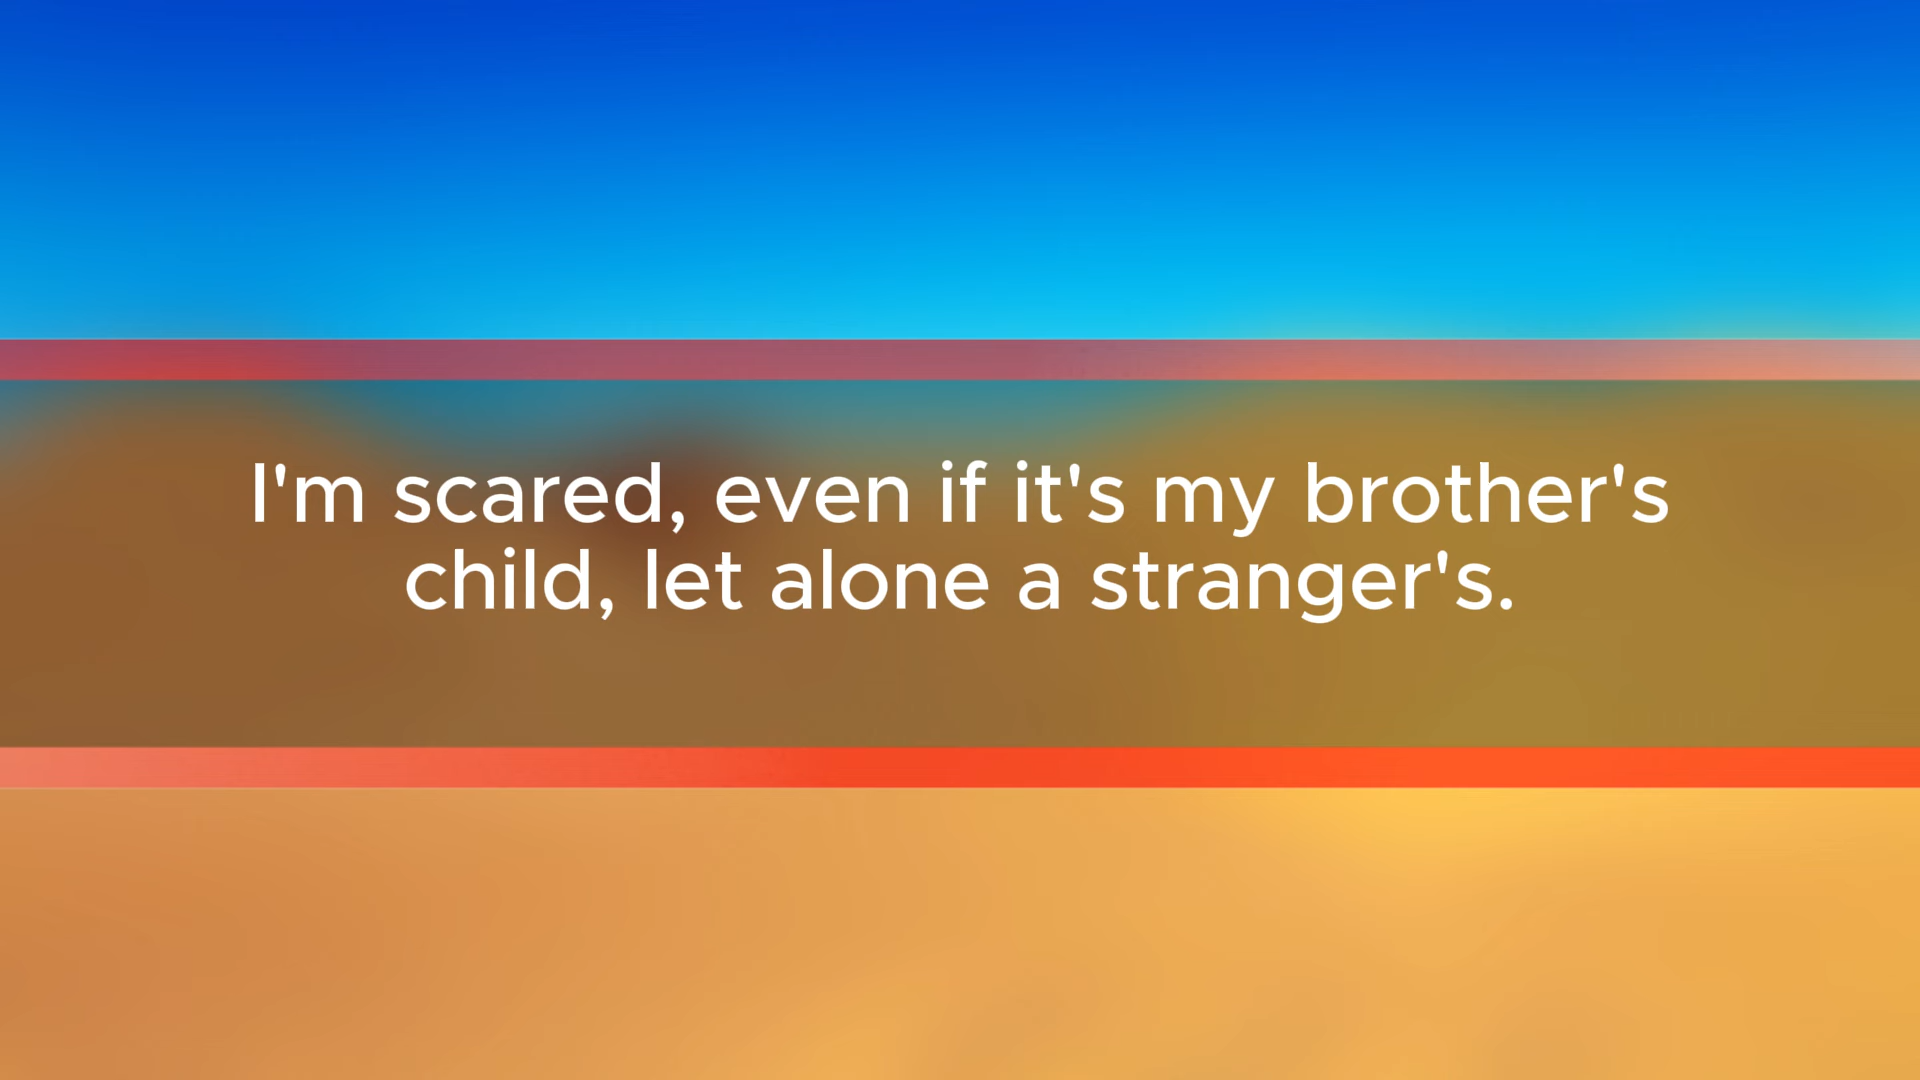 I'm scared, even if it's my brother's
child, let alone a stranger's.